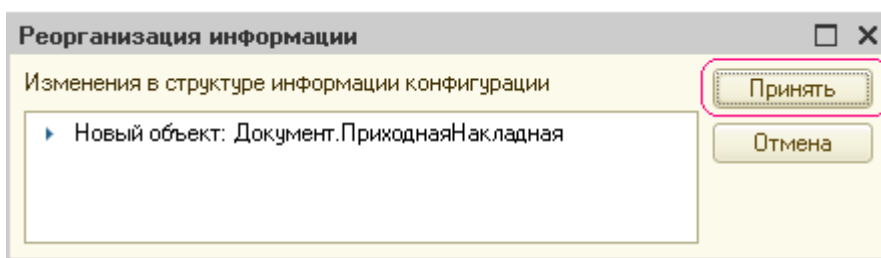 Реорганизация информации
Изменения в структуре информации конфигурации
Принять
Новый объект: Документ.ПриходнаяНакладная
Отмена